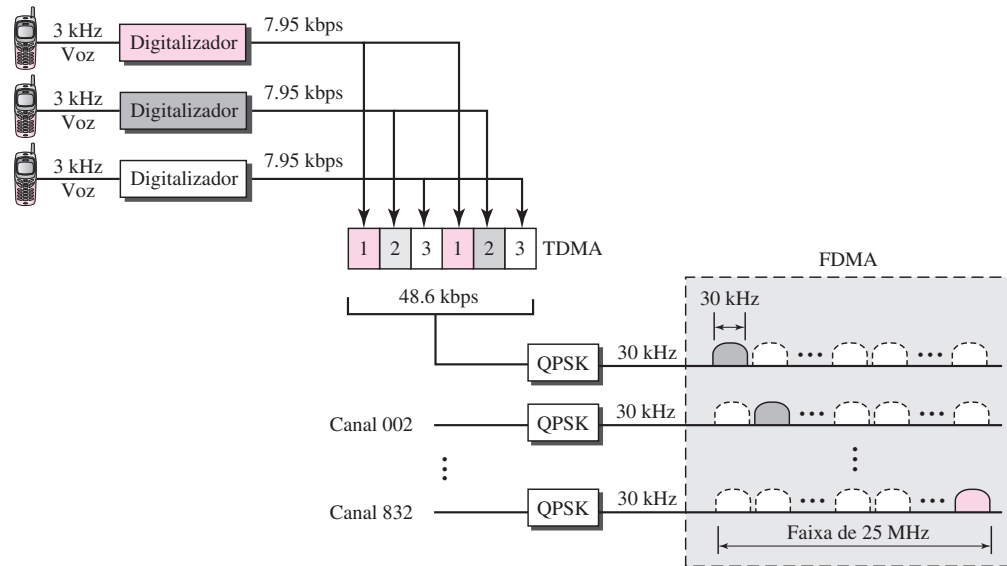 3 kHz
Voz
Digitalizador
7.95 kbps
3 kHz
Voz
Digitalizador
7.95 kbps
3 kHz
Voz
Digitalizador
7.95 kbps
1 2 3 1 2 3 TDMA
48.6 kbps
FDMA
30 kHz
QPSK 30 kHz
Canal 002 QPSK 30 kHz
Canal 832 QPSK 30 kHz
Faixa de 25 MHz